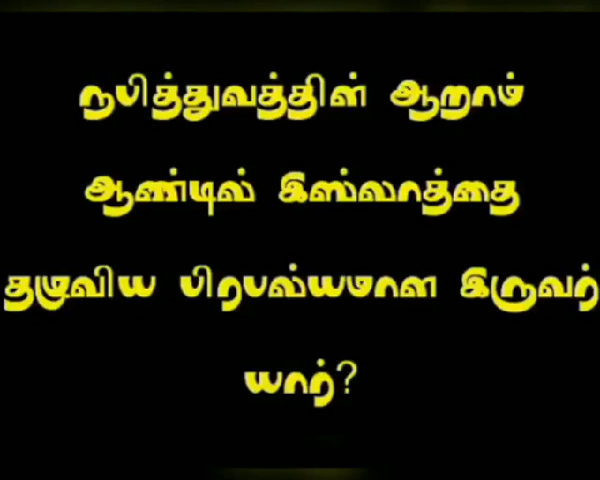 நபித்துவத்தின் ஆறாம்
ஆண்டில் இஸ்லாத்தை
தழுவிய பிரபல்யமான இருவர்
யார்?